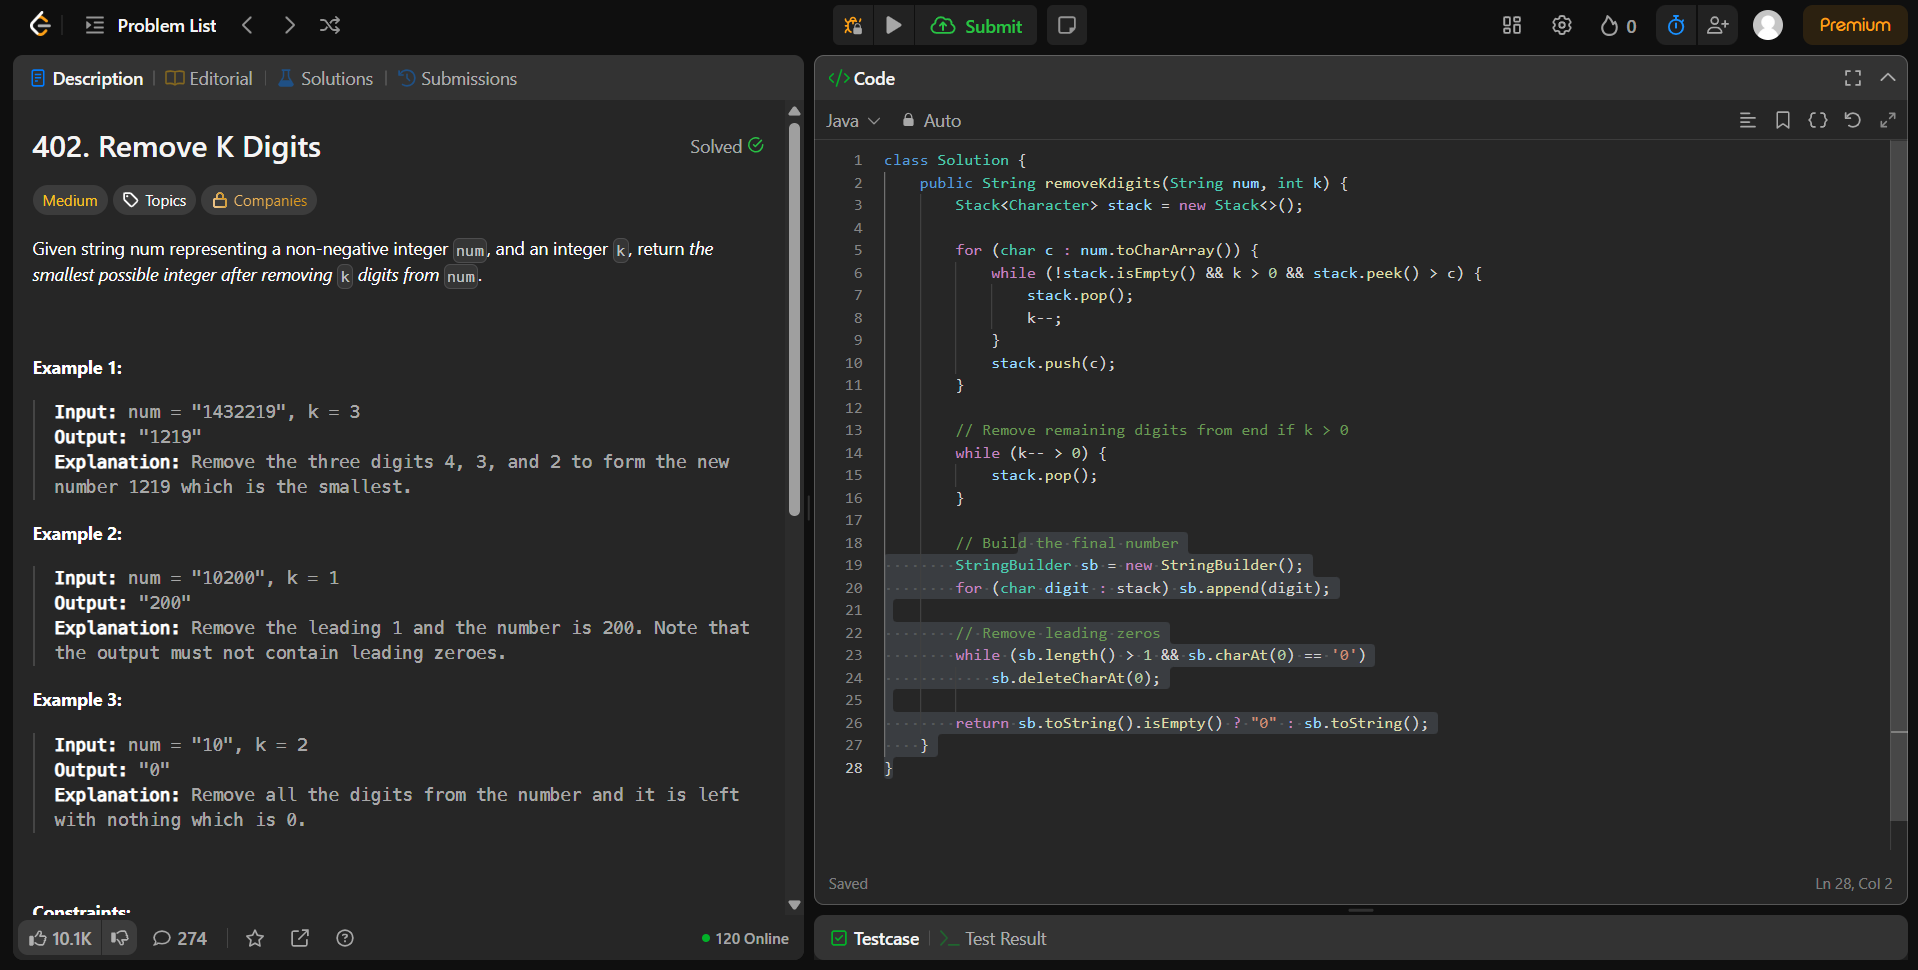 Problem List
Submit
0
Premium
Description
Editorial
Solutions
Submissions
402. Remove K Digits
Solved
Medium
Topics
Companies
Given string num representing a non-negative integer num, and an integer k, return the
smallest possible integer after removing k digits from num.
Example 1:
Input: num = "1432219", k = 3
Output: "1219"
Explanation: Remove the three digits 4, 3, and 2 to form the new
number 1219 which is the smallest.
Example 2:
Input: num = "10200", k = 1
Output: "200"
Explanation: Remove the leading 1 and the number is 200. Note that
the output must not contain leading zeroes.
Example 3:
Input: num = "10", k = 2
Output: "0"
Explanation: Remove all the digits from the number and it is left
with nothing which is 0.
Constraints:
10.1K
274
120 Online
</> Code
Java
Auto
1 class Solution {
2     public String removeKdigits(String num, int k) {
3         Stack<Character> stack = new Stack<>();
4
5         for (char c : num.toCharArray()) {
6             while (!stack.isEmpty() && k > 0 && stack.peek() > c) {
7                 stack.pop();
8                 k--;
9             }
10             stack.push(c);
11         }
12
13         // Remove remaining digits from end if k > 0
14         while (k-- > 0) {
15             stack.pop();
16         }
17
18         // Build the final number
19         StringBuilder sb = new StringBuilder();
20         for (char digit : stack) sb.append(digit);
21
22         // Remove leading zeros
23         while (sb.length() > 1 && sb.charAt(0) == '0')
24             sb.deleteCharAt(0);
25
26         return sb.toString().isEmpty() ? "0" : sb.toString();
27     }
28 }
Saved
Ln 28, Col 2
Testcase
Test Result